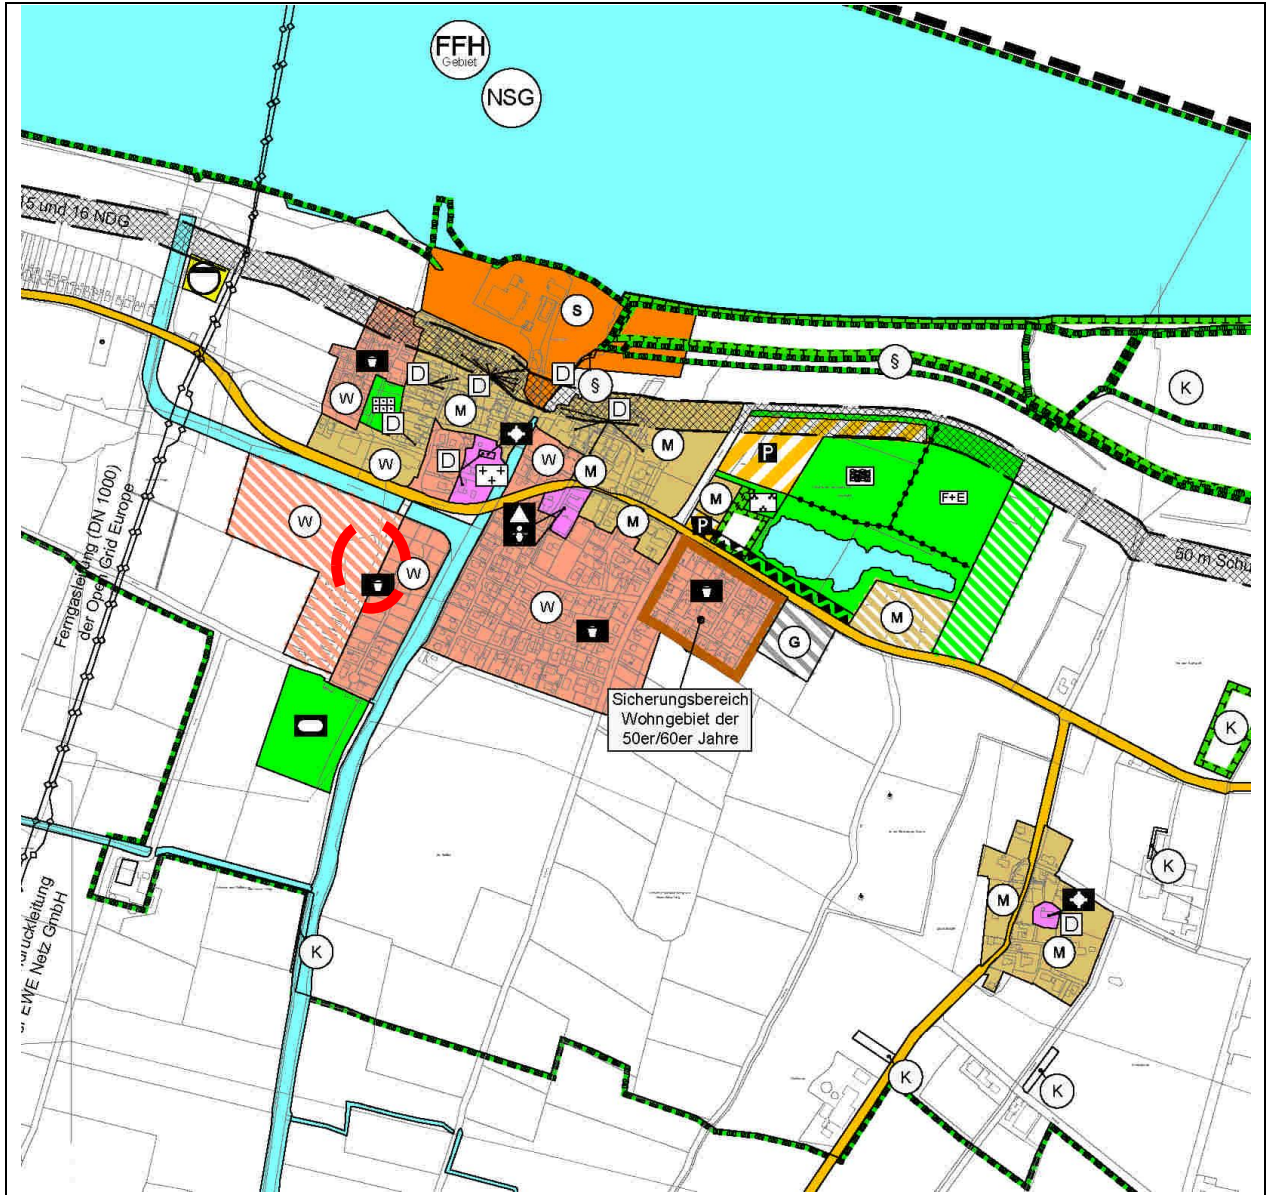 FFH
Gebiet
NSG
15 und 16 NDG
S
§
K
W
D
D
D
§
D
M
D
W
M
D
W
M
M
P
F+E
M
P
M
W
W
W
M
G
50 m Schu
Ferngasleitung (DN 1000)
der Open Grid Europe
Sicherungsbereich
Wohngebiet der
50er/60er Jahre
K
K
M
D
M
K
druckleitung
EWE Netz GmbH
K
K